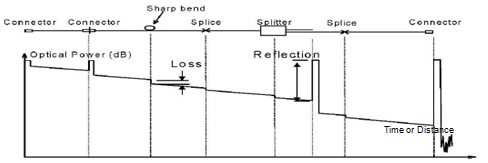 Sharp bend
Connector Connector Splice Splitter Splice Connector
Optical Power (dB)
Loss
Reflection
Time or Distance